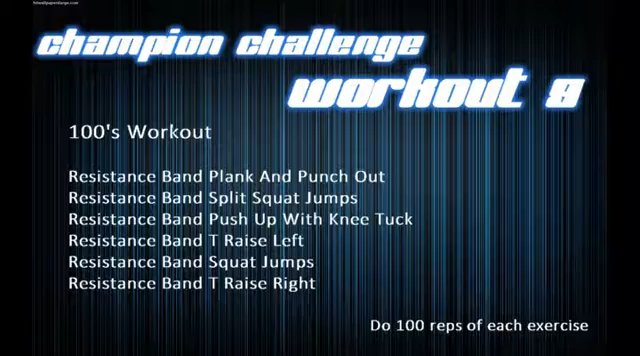 champion challenge
workout 8
100's Workout
Resistance Band Plank And Punch Out
Resistance Band Split Squat Jumps
Resistance Band Push Up With Knee Tuck
Resistance Band T Raise Left
Resistance Band Squat Jumps
Resistance Band T Raise Right
Do 100 reps of each exercise